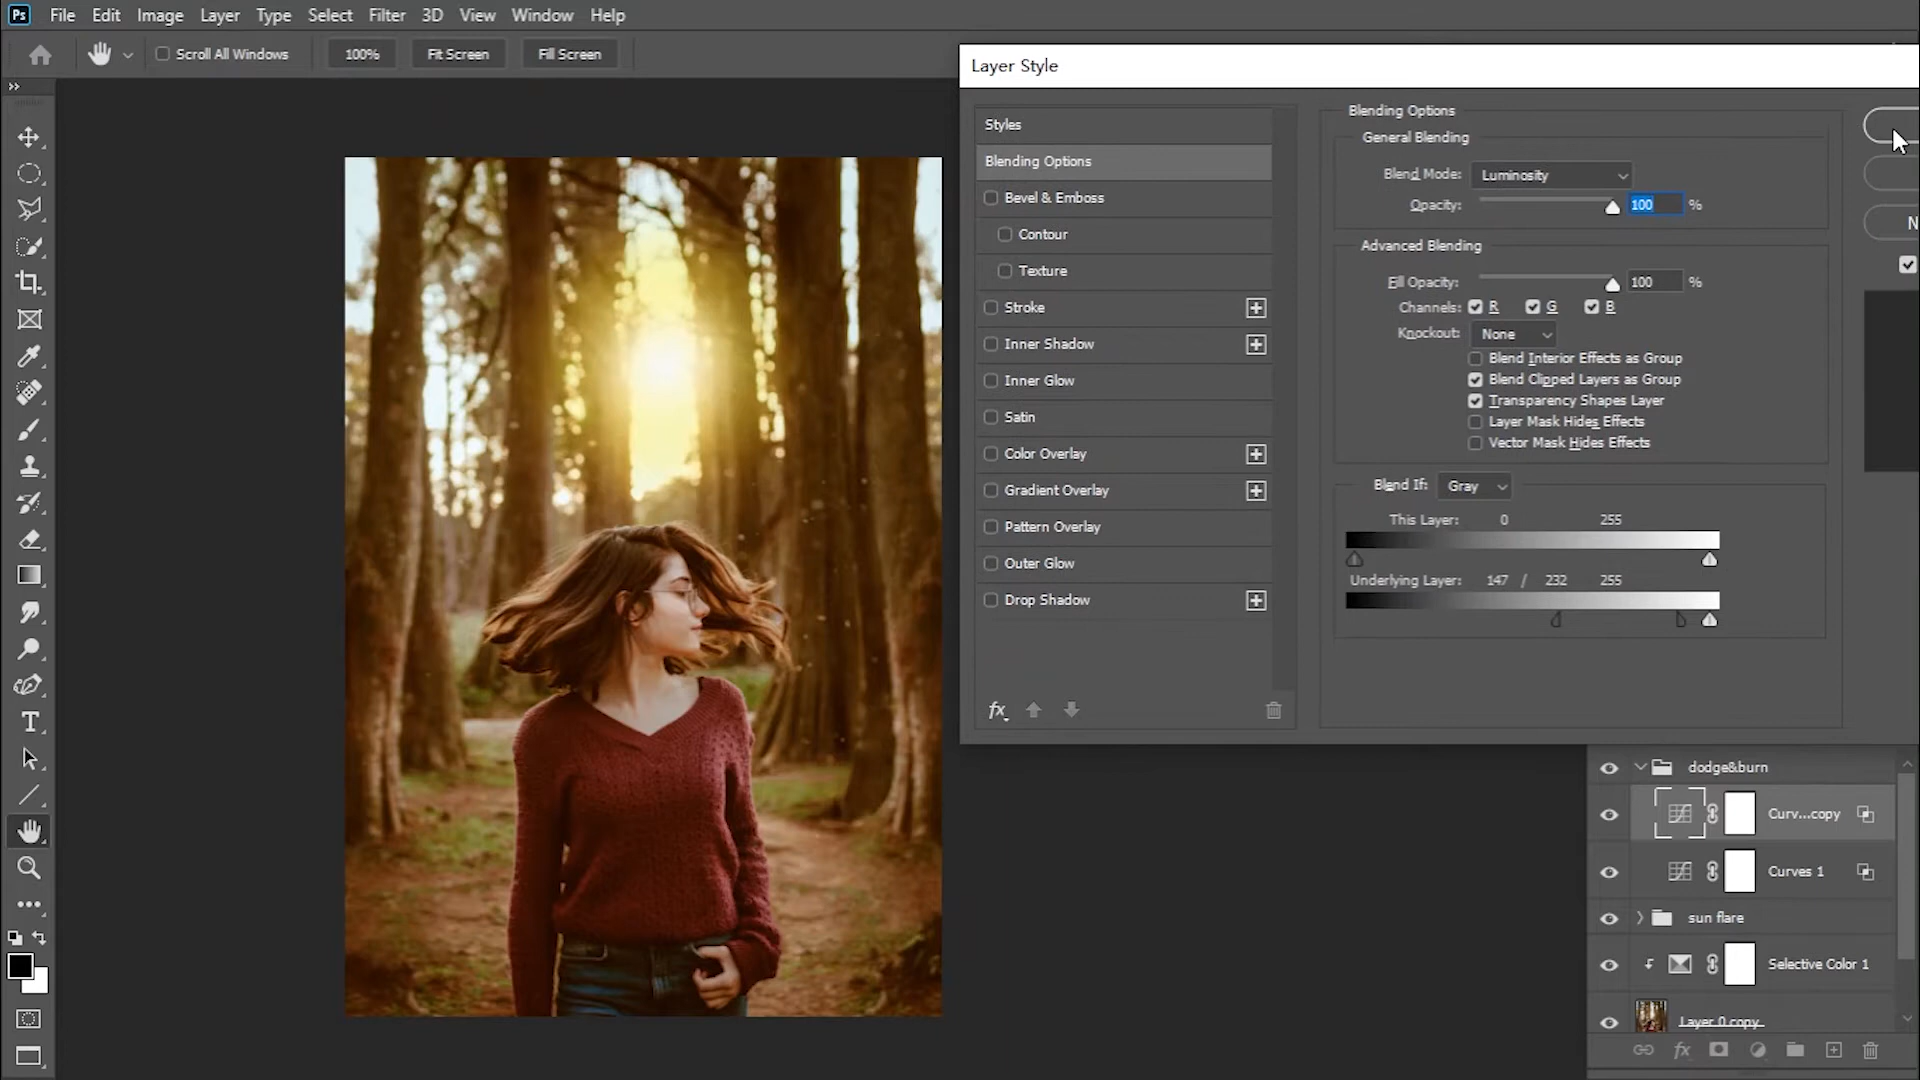 Ps File Edit Image Layer Type Select Filter 3D View Window Help
Scroll All Windows 100% Fit Screen Fill Screen
Layer Style
Styles
Blending Options
Bevel & Emboss
Contour
Texture
Stroke
Inner Shadow
Inner Glow
Satin
Color Overlay
Gradient Overlay
Pattern Overlay
Outer Glow
Drop Shadow
fx
Blending Options
General Blending
Blend Mode: Luminosity
Opacity: 100 %
Advanced Blending
Fill Opacity: 100 %
Channels: R G B
Knockout: None
Blend Interior Effects as Group
Blend Clipped Layers as Group
Transparency Shapes Layer
Layer Mask Hides Effects
Vector Mask Hides Effects
Blend If: Gray
This Layer: 0 255
Underlying Layer: 147 / 232 255
N
dodge&burn
Curv...copy
Curves 1
sun flare
Selective Color 1
Layer 0 copy
fx